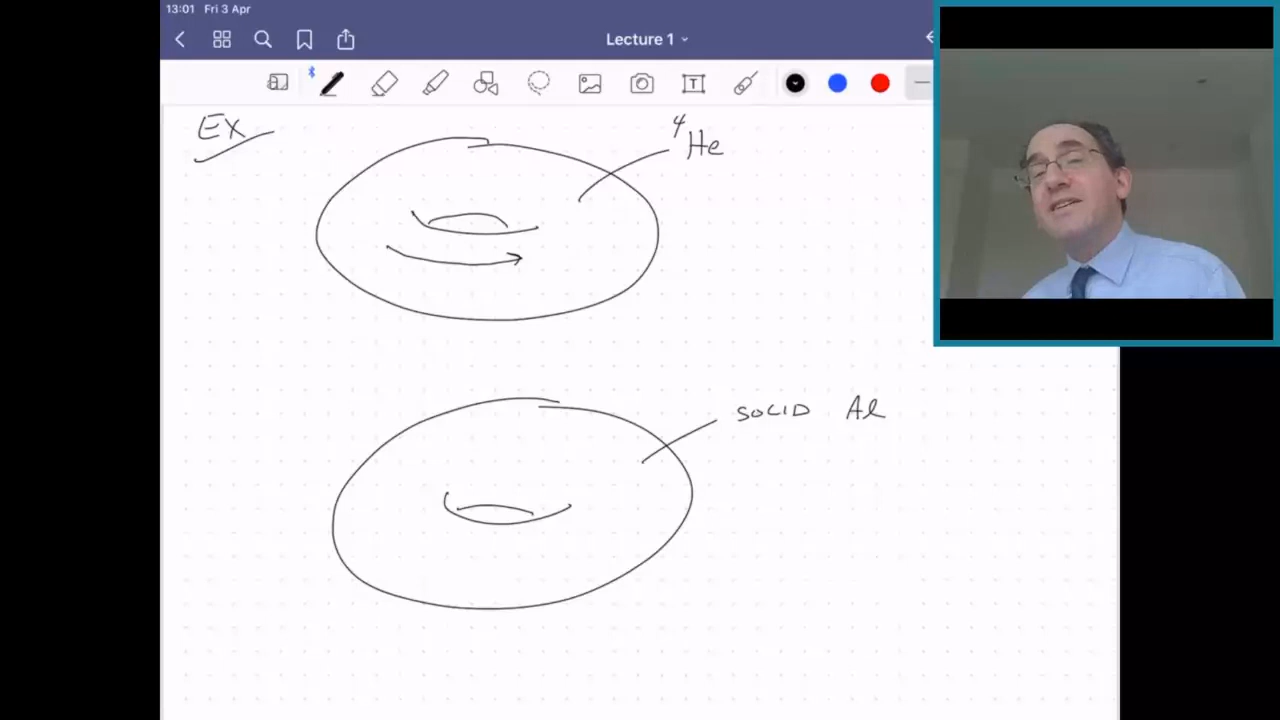 13:01 Fri 3 Apr
Lecture 1
T
Ex
⁴He
SOLID Al